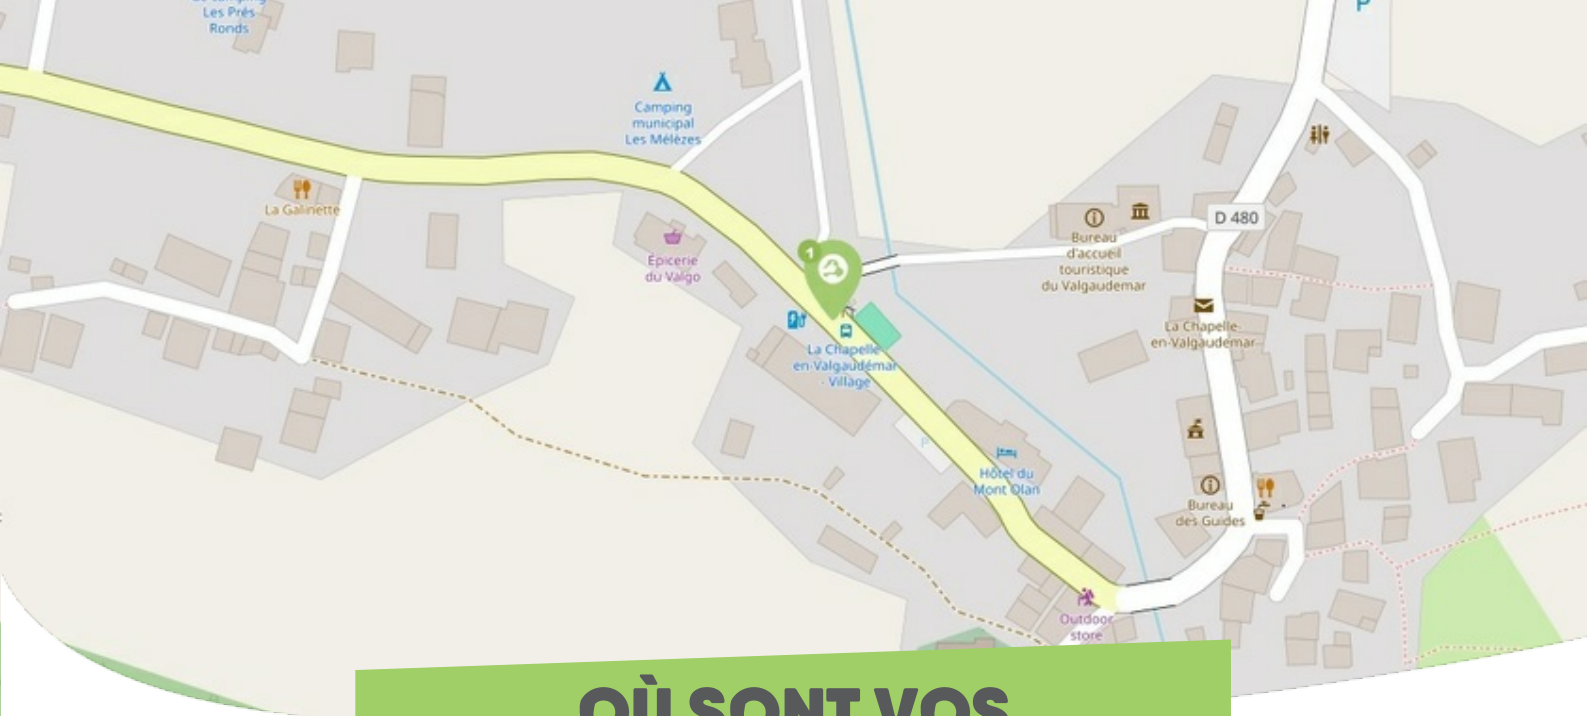 Les Prés
Ronds
P
Camping
municipal
Les Mélèzes
La Galinette
D 480
1
Épicerie
du Valgo
Bureau
d'accueil
touristique
du Valgaudemar
La Chapelle-
en-Valgaudémar
La Chapelle
en-Valgaudémar
- Village
P
Hôtel du
Mont Olan
Bureau
des Guides
Outdoor
store
OÙ SONT VOS